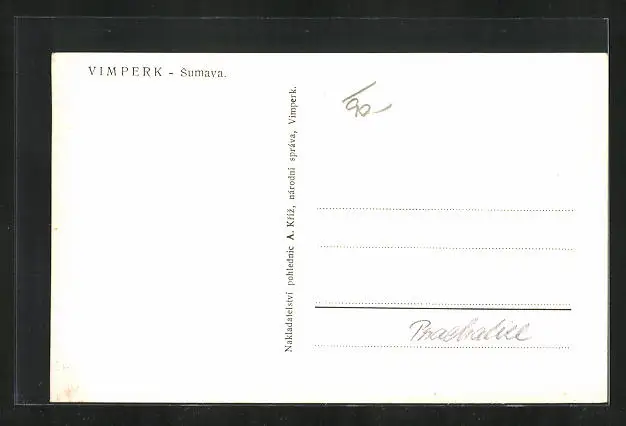 VIMPERK - Šumava.
Nakladatelství pohlednic A. Kříž, národní správa, Vimperk.